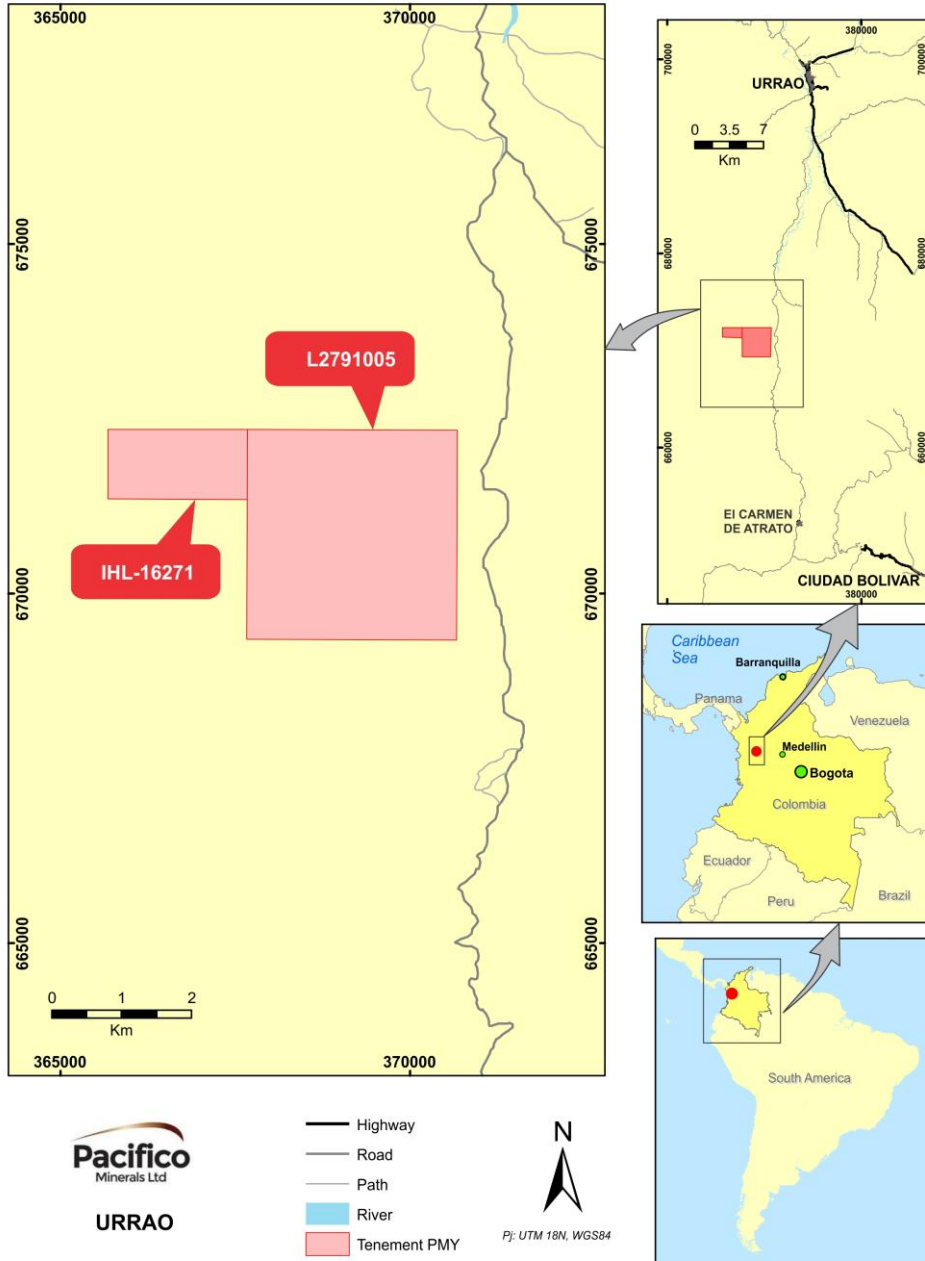 365000
370000
675000
675000
670000
670000
665000
665000
L2791005
IHL-16271
0 1 2
Km
365000
370000
380000
700000
700000
URRAO
0 3.5 7
Km
680000
680000
660000
660000
El CARMEN
DE ATRATO
CIUDAD BOLIVAR
380000
Caribbean
Sea
Barranquilla
Panama
Venezuela
Medellin
Bogota
Colombia
Ecuador
Brazil
Peru
South America
Pacifico
Minerals Ltd
URRAO
Highway
Road
Path
River
Tenement PMY
N
Pj: UTM 18N, WGS84